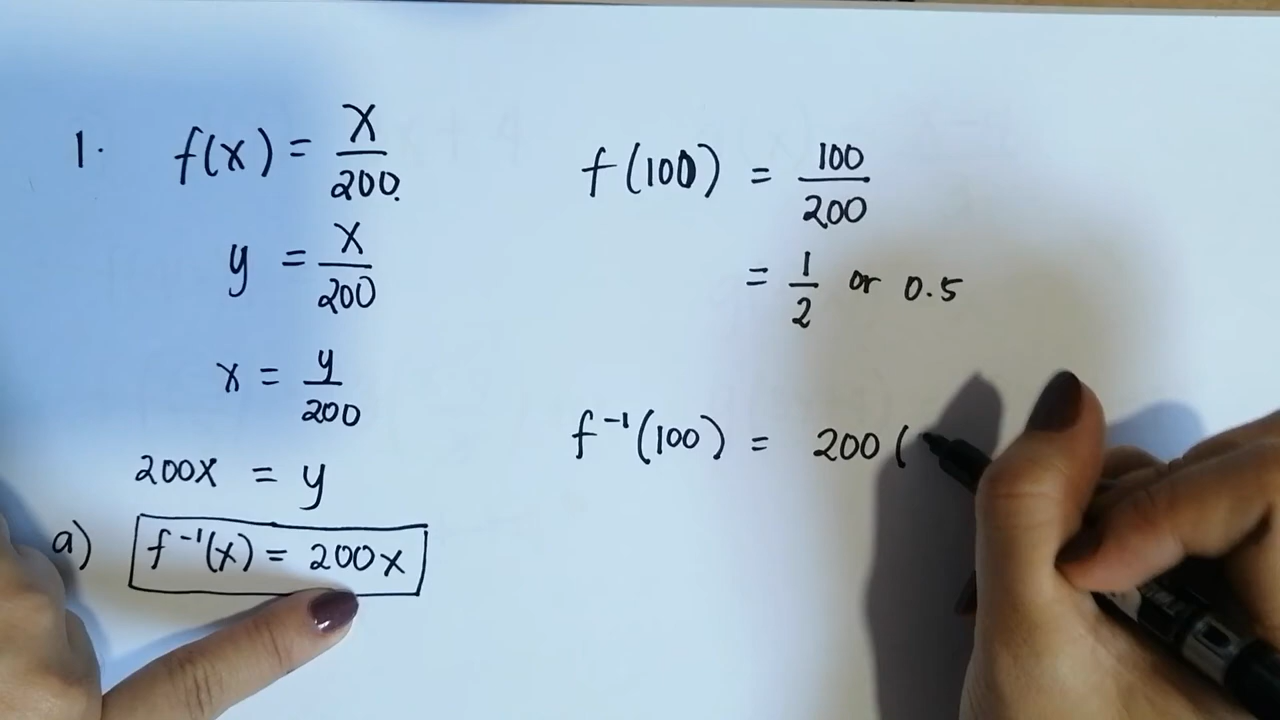 1. f(x) = x/200.
y = x/200
x = y/200
200x = y
a) f⁻¹(x) = 200x
f(100) = 100/200
= 1/2 or 0.5
f⁻¹(100) = 200(